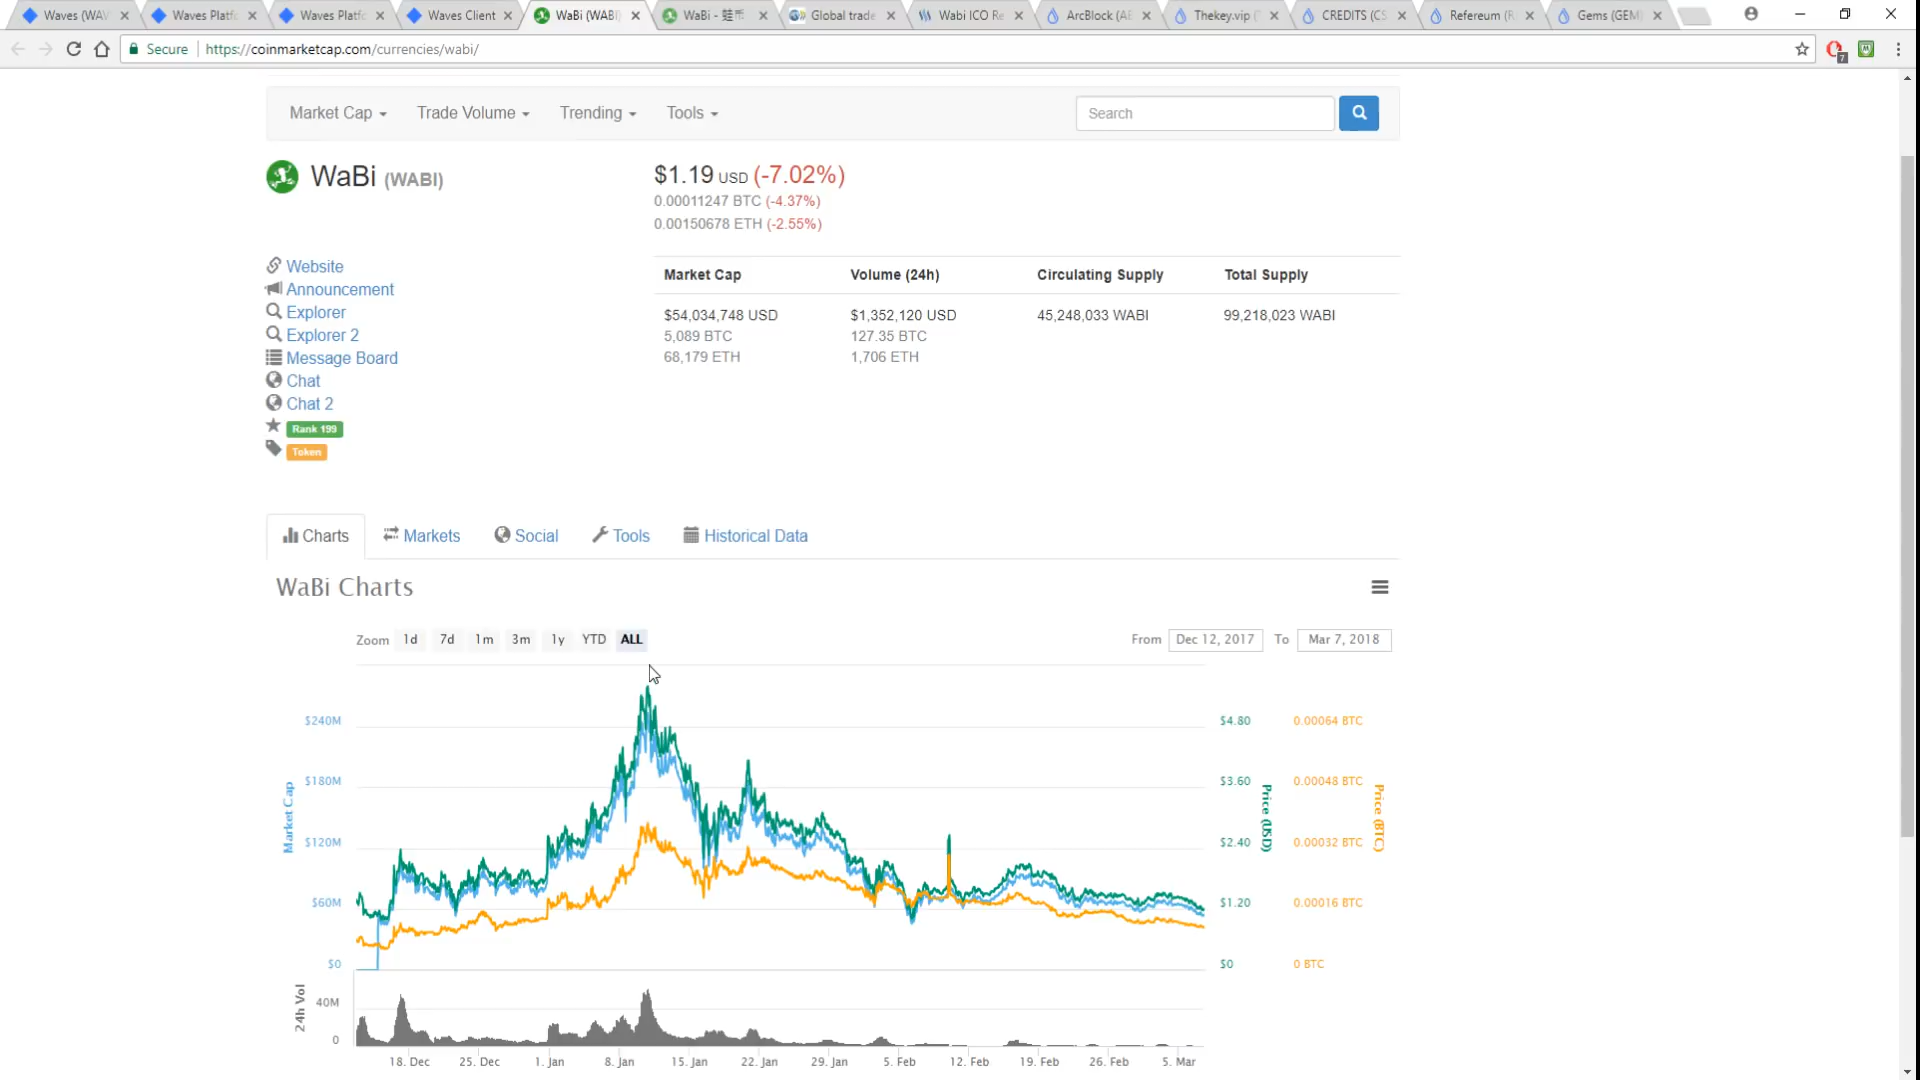 Waves (WAV
Waves Platfo
Waves Platfo
Waves Client
WaBi (WABI)
WaBi - 
Global trade
Wabi ICO Re
ArcBlock (AB
Thekey.vip (
CREDITS (CS
Refereum (R
Gems (GEM)
Secure
https://coinmarketcap.com/currencies/wabi/
7
Market Cap
Trade Volume
Trending
Tools
Search
WaBi (WABI)
$1.19 USD (-7.02%)
0.00011247 BTC (-4.37%)
0.00150678 ETH (-2.55%)
Website
Announcement
Explorer
Explorer 2
Message Board
Chat
Chat 2
Rank 199
Token
Market Cap Volume (24h) Circulating Supply Total Supply
$54,034,748 USD $1,352,120 USD 45,248,033 WABI 99,218,023 WABI
5,089 BTC 127.35 BTC
68,179 ETH 1,706 ETH
Charts Markets Social Tools Historical Data
WaBi Charts
Zoom 1d 7d 1m 3m 1y YTD ALL
From Dec 12, 2017 To Mar 7, 2018
$240M $4.80 0.00064 BTC
$180M $3.60 0.00048 BTC
$120M $2.40 0.00032 BTC
$60M $1.20 0.00016 BTC
$0 $0 0 BTC
Market Cap
Price (USD)
Price (BTC)
24h Vol
40M
0
18. Dec 25. Dec 1. Jan 8. Jan 15. Jan 22. Jan 29. Jan 5. Feb 12. Feb 19. Feb 26. Feb 5. Mar